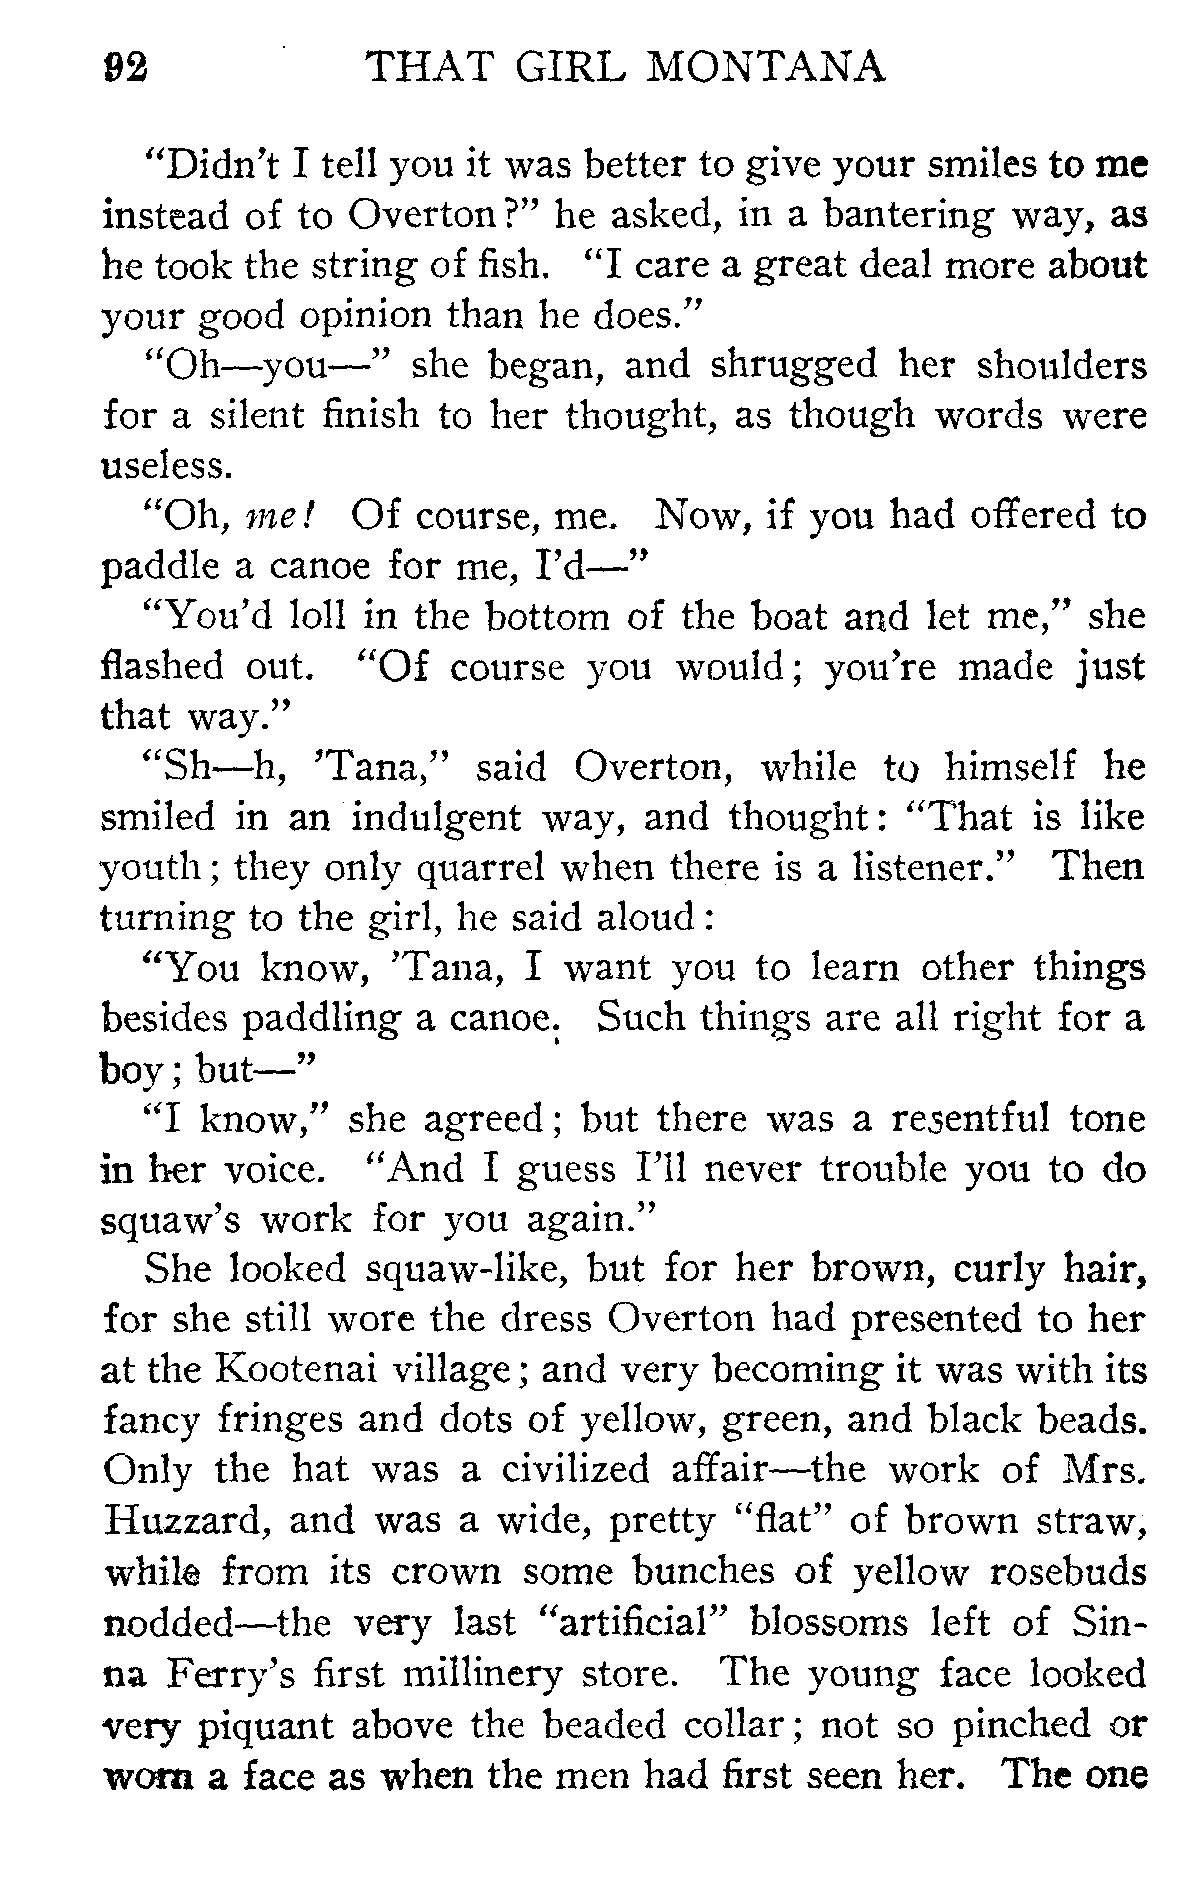 92 THAT GIRL MONTANA
“Didn’t I tell you it was better to give your smiles to me
instead of to Overton?” he asked, in a bantering way, as
he took the string of fish. “I care a great deal more about
your good opinion than he does.”
“Oh—you—” she began, and shrugged her shoulders
for a silent finish to her thought, as though words were
useless.
“Oh, me! Of course, me. Now, if you had offered to
paddle a canoe for me, I’d—”
“You’d loll in the bottom of the boat and let me,” she
flashed out. “Of course you would; you’re made just
that way.”
“Sh—h, ’Tana,” said Overton, while to himself he
smiled in an indulgent way, and thought: “That is like
youth; they only quarrel when there is a listener.” Then
turning to the girl, he said aloud:
“You know, ’Tana, I want you to learn other things
besides paddling a canoe. Such things are all right for a
boy; but—”
“I know,” she agreed; but there was a resentful tone
in her voice. “And I guess I’ll never trouble you to do
squaw’s work for you again.”
She looked squaw-like, but for her brown, curly hair,
for she still wore the dress Overton had presented to her
at the Kootenai village; and very becoming it was with its
fancy fringes and dots of yellow, green, and black beads.
Only the hat was a civilized affair—the work of Mrs.
Huzzard, and was a wide, pretty “flat” of brown straw,
while from its crown some bunches of yellow rosebuds
nodded—the very last “artificial” blossoms left of Sin-
na Ferry’s first millinery store. The young face looked
very piquant above the beaded collar; not so pinched or
worn a face as when the men had first seen her. The one